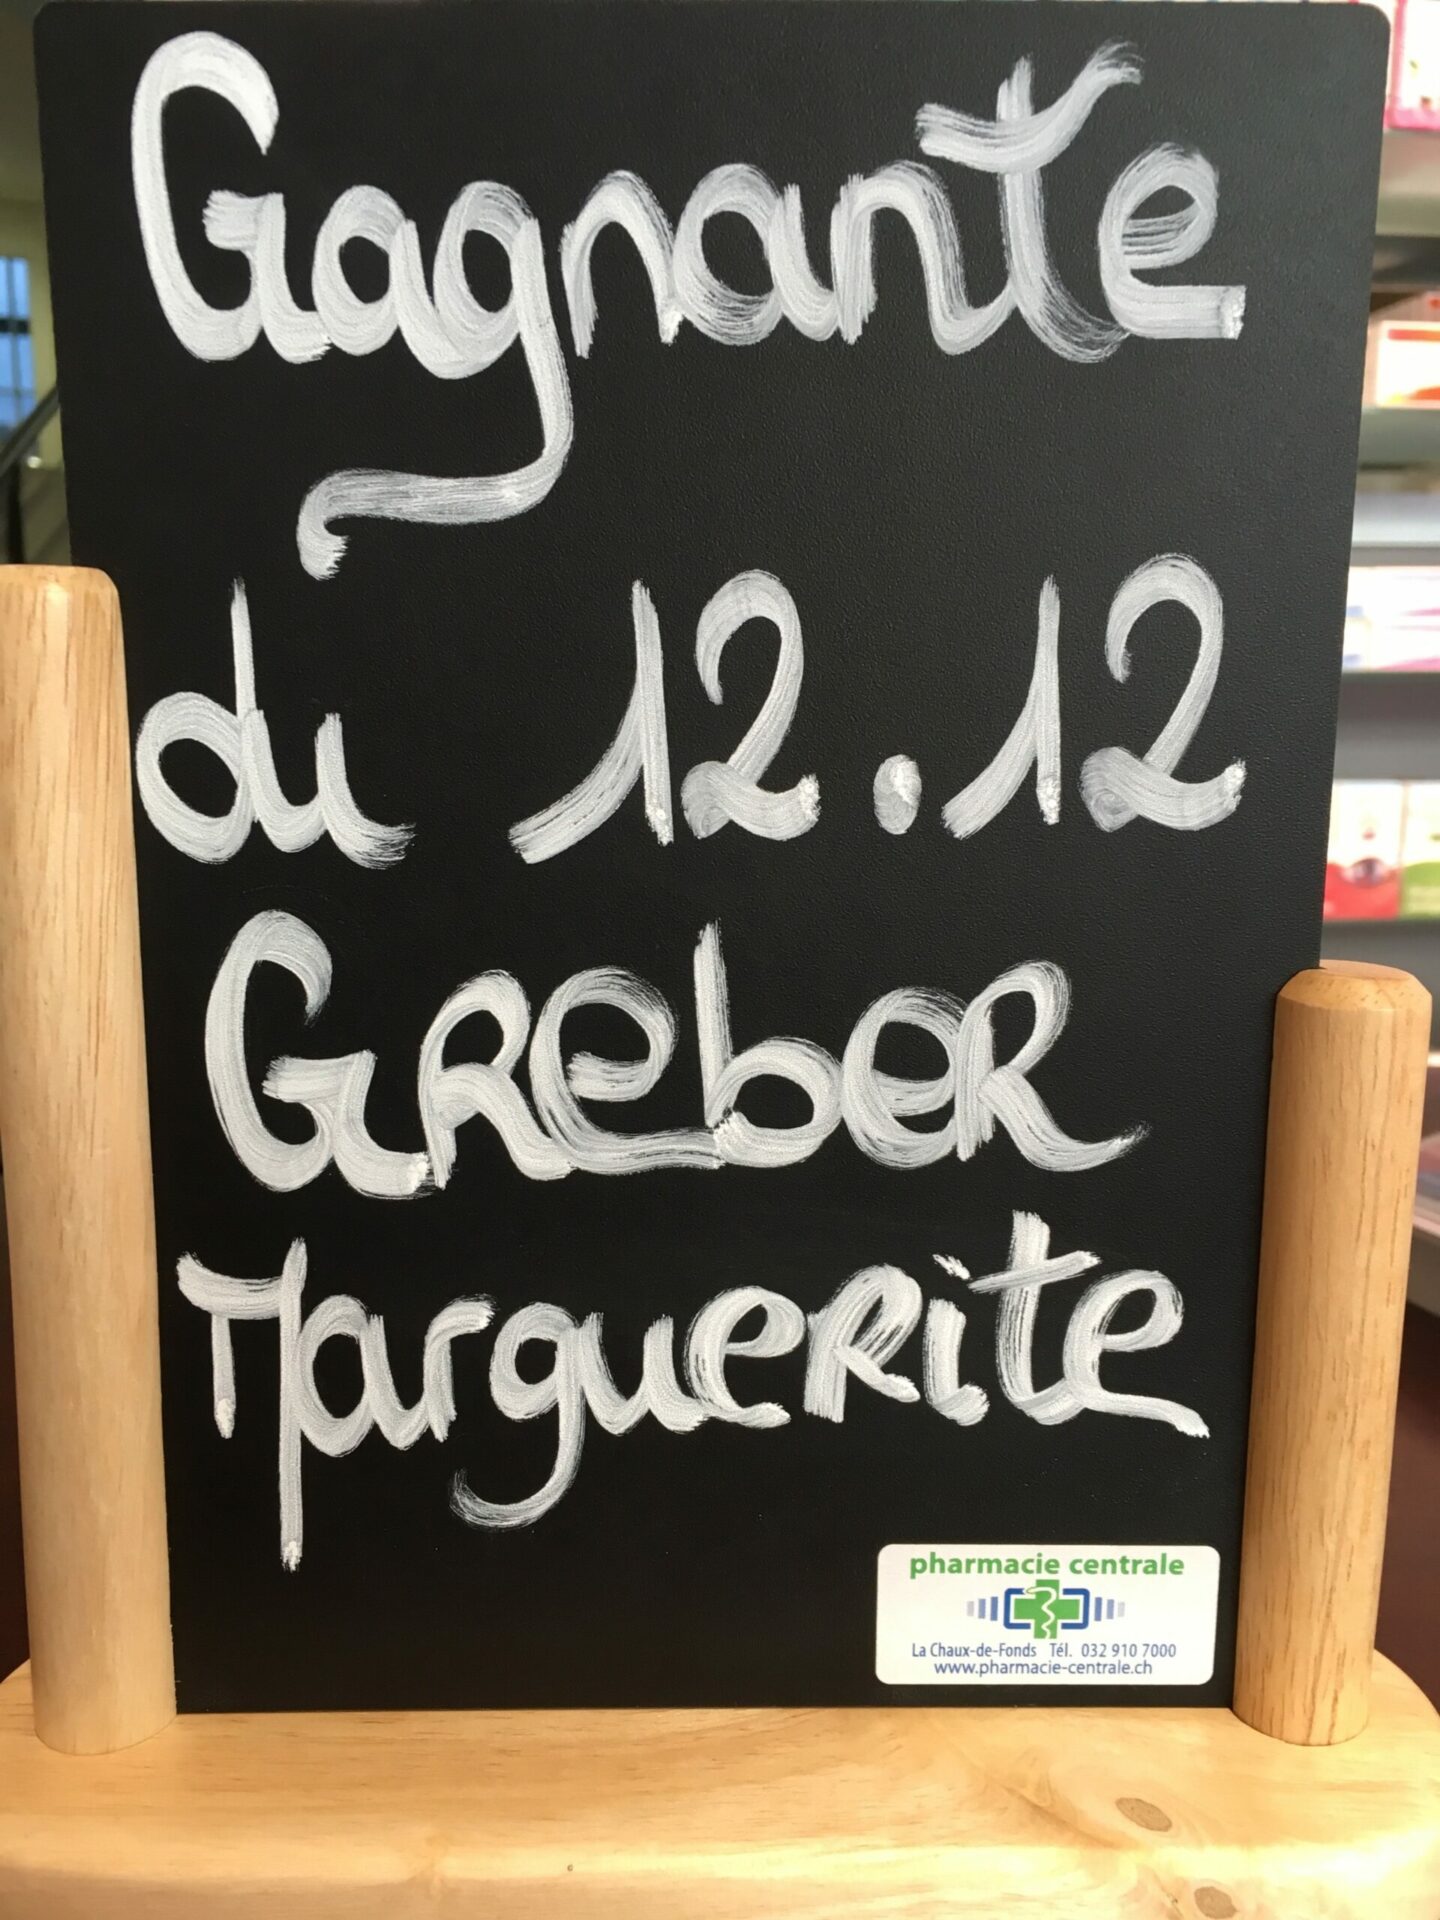 Gagnante
du 12.12
Greber
Marguerite
pharmacie centrale
La Chaux-de-Fonds Tél. 032 910 7000
www.pharmacie-centrale.ch